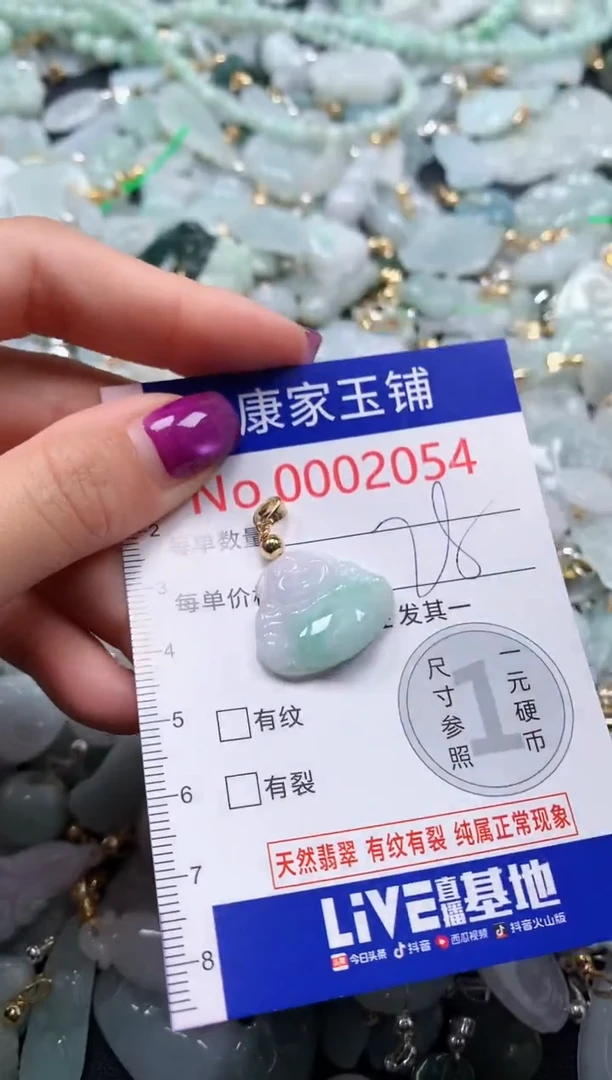 康家玉铺
No 0002054
2
每单数量
28
3
每单价格
发其一
4
尺寸参照
1
一元硬币
5
有纹
6
有裂
天然翡翠 有纹有裂 纯属正常现象
7
LiVE直播基地
8
今日头条 抖音 西瓜视频 抖音火山版